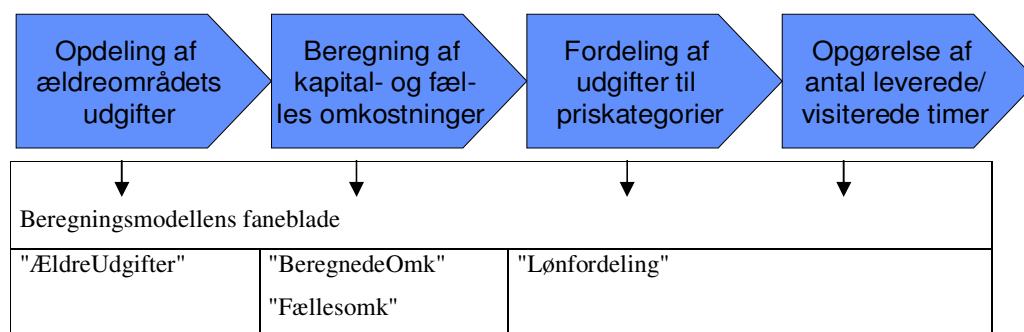 Opdeling af
ældreområdets
udgifter
Beregning af
kapital- og fæl-
les omkostninger
Fordeling af
udgifter til
priskategorier
Opgørelse af
antal leverede/
visiterede timer
Beregningsmodellens faneblade
"ÆldreUdgifter"
"BeregnedeOmk"
"Fællesomk"
"Lønfordeling"